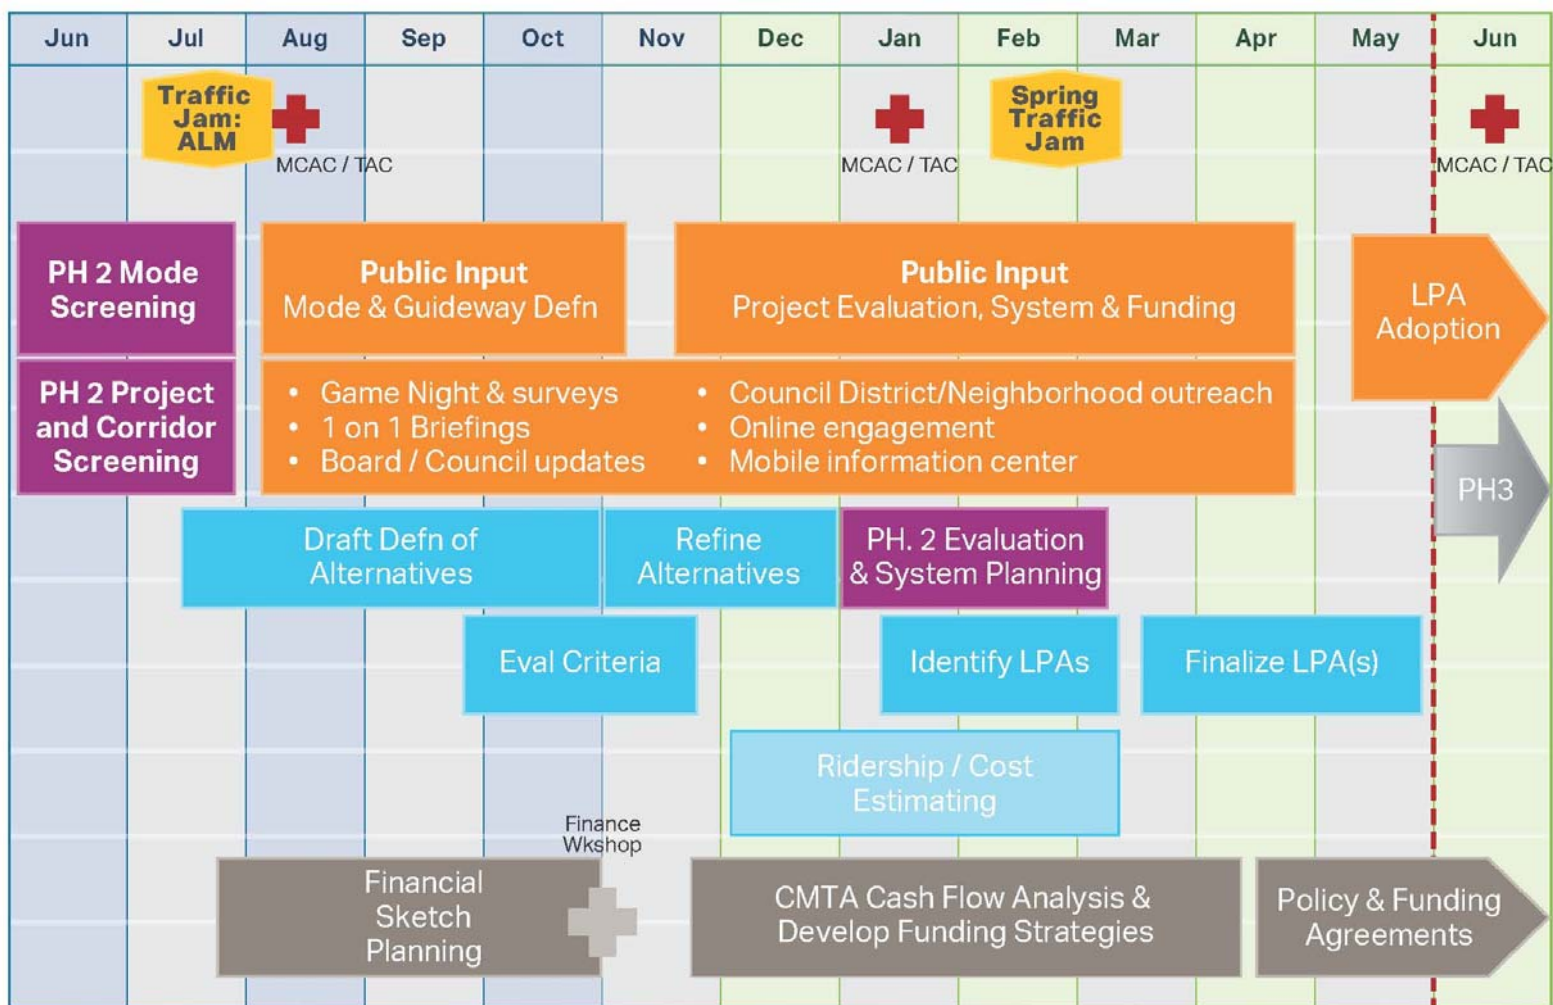 Jun Jul Aug Sep Oct Nov Dec Jan Feb Mar Apr May Jun
Traffic
Jam:
ALM
MCAC / TAC
MCAC / TAC
Spring
Traffic
Jam
MCAC / TAC
PH 2 Mode
Screening
Public Input
Mode & Guideway Defn
Public Input
Project Evaluation, System & Funding
LPA
Adoption
PH 2 Project
and Corridor
Screening
• Game Night & surveys
• 1 on 1 Briefings
• Board / Council updates
• Council District/Neighborhood outreach
• Online engagement
• Mobile information center
PH3
Draft Defn of
Alternatives
Refine
Alternatives
PH. 2 Evaluation
& System Planning
Eval Criteria
Identify LPAs
Finalize LPA(s)
Ridership / Cost
Estimating
Finance
Wkshop
Financial
Sketch
Planning
CMTA Cash Flow Analysis &
Develop Funding Strategies
Policy & Funding
Agreements